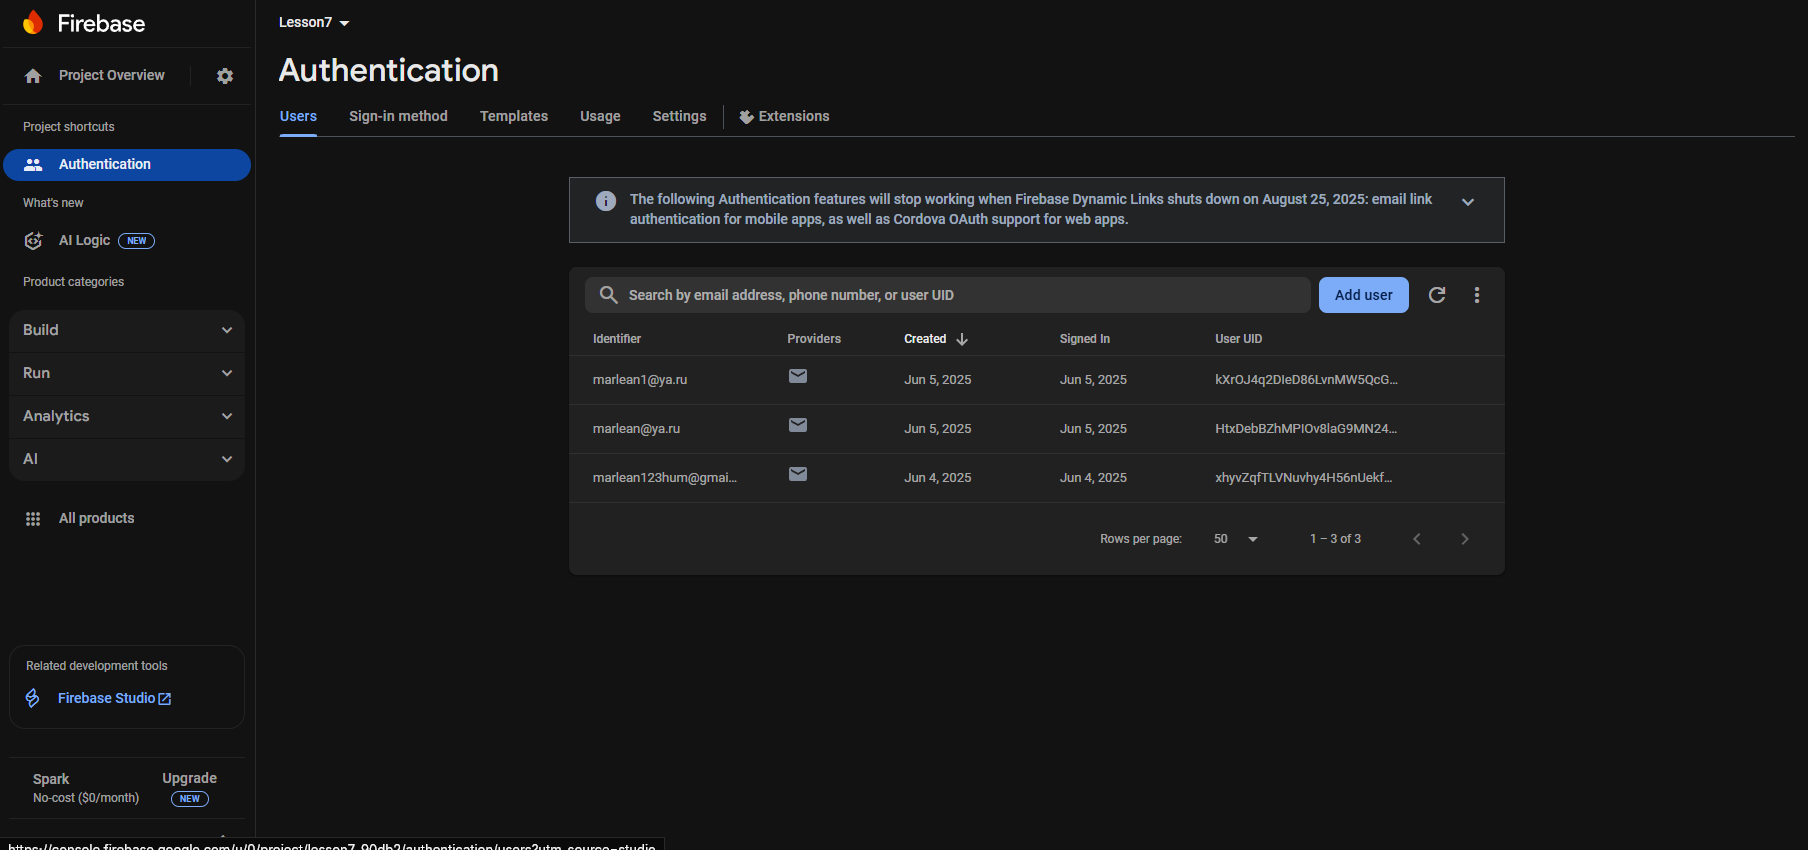 Firebase
Project Overview
Project shortcuts
Authentication
What's new
AI Logic NEW
Product categories
Build
Run
Analytics
AI
All products
Related development tools
Firebase Studio
Spark
No-cost ($0/month)
Upgrade
NEW
Lesson7
Authentication
Users Sign-in method Templates Usage Settings Extensions
The following Authentication features will stop working when Firebase Dynamic Links shuts down on August 25, 2025: email link
authentication for mobile apps, as well as Cordova OAuth support for web apps.
Search by email address, phone number, or user UID
Add user
Identifier Providers Created Signed In User UID
marlean1@ya.ru Jun 5, 2025 Jun 5, 2025 kXrOJ4q2DIeD86LvnMW5QcG...
marlean@ya.ru Jun 5, 2025 Jun 5, 2025 HtxDebBZhMPIOv8laG9MN24...
marlean123hum@gmai... Jun 4, 2025 Jun 4, 2025 xhyvZqfTLVNuvhy4H56nUekf...
Rows per page: 50 1 – 3 of 3
https://console.firebase.google.com/u/0/project/lesson7-90db2/authentication/users?utm_source=studio